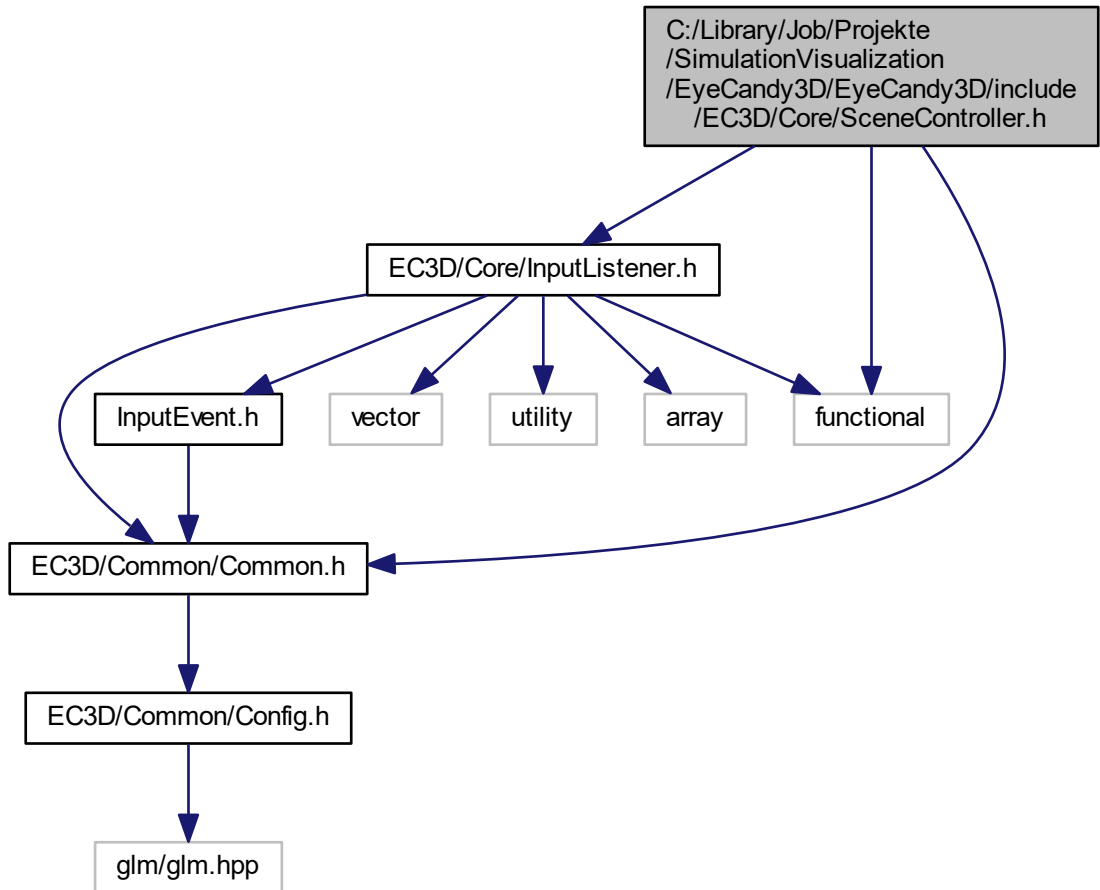 C:/Library/Job/Projekte
/SimulationVisualization
/EyeCandy3D/EyeCandy3D/include
/EC3D/Core/SceneController.h
EC3D/Core/InputListener.h
InputEvent.h
vector
utility
array
functional
EC3D/Common/Common.h
EC3D/Common/Config.h
glm/glm.hpp